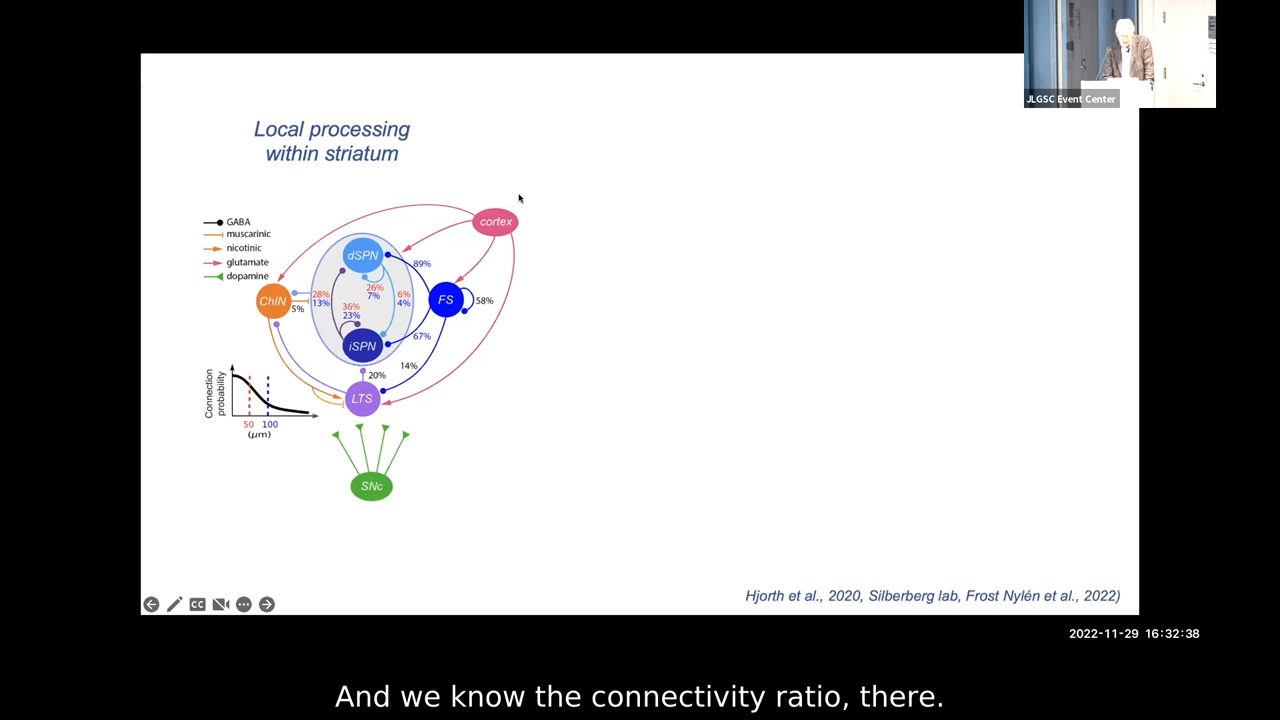 JLGSC Event Center
Local processing
within striatum
GABA
muscarinic
nicotinic
glutamate
dopamine
cortex
dSPN
89%
26%
7%
28%
13%
6%
4%
ChIN
5%
FS
58%
36%
23%
iSPN
67%
14%
20%
LTS
Connection
probability
50 100
(µm)
SNc
CC
Hjorth et al., 2020, Silberberg lab, Frost Nylén et al., 2022)
2022-11-29 16:32:38
And we know the connectivity ratio, there.